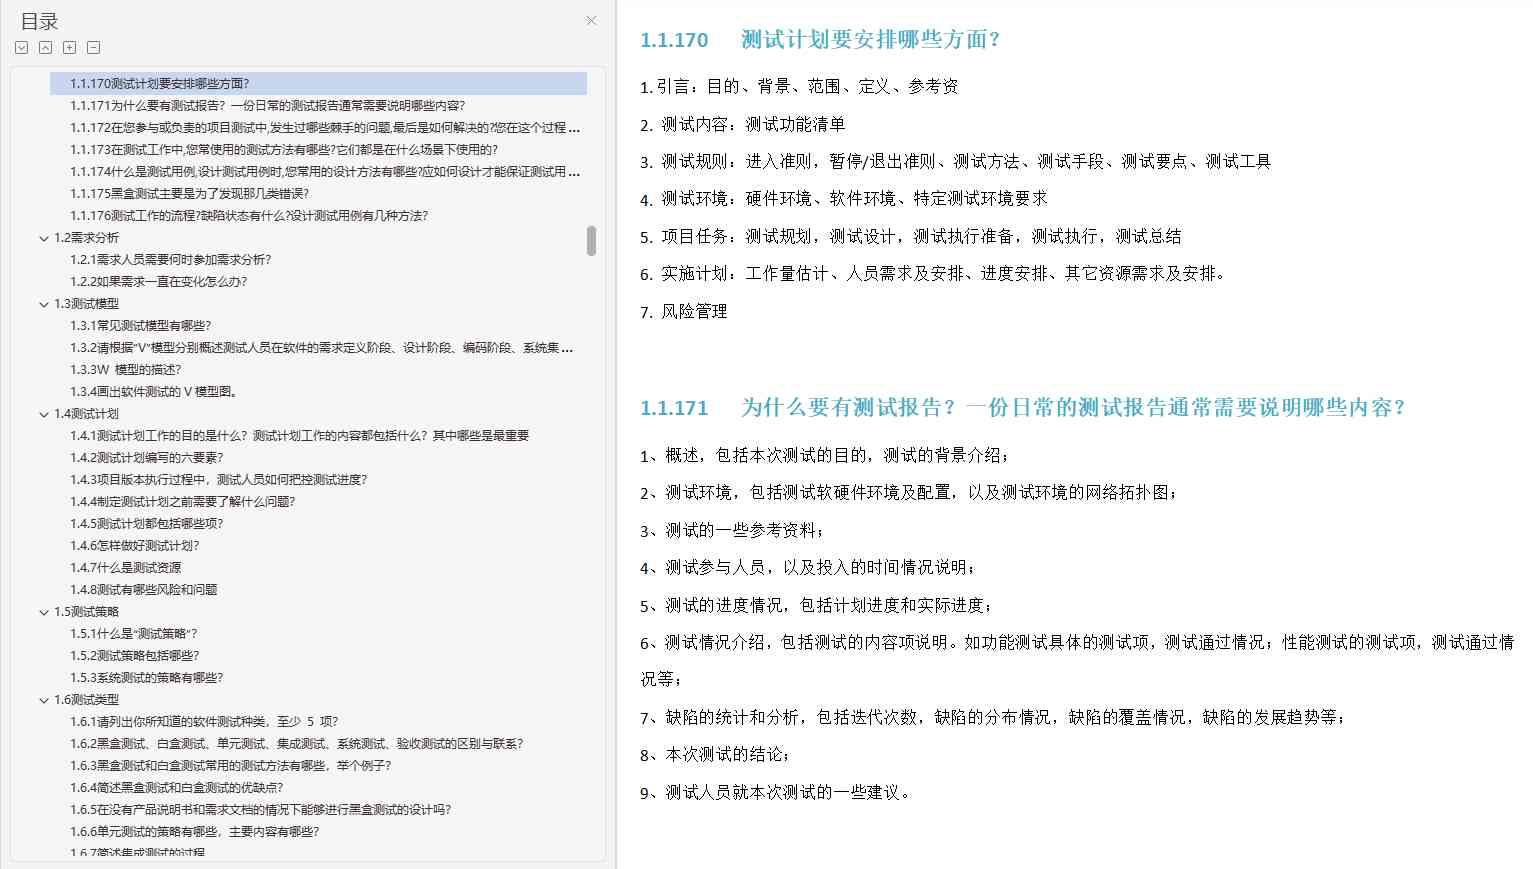 目录
1.1.170测试计划要安排哪些方面?
1.1.171为什么要有测试报告？一份日常的测试报告通常需要说明哪些内容?
1.1.172在您参与或负责的项目测试中,发生过哪些棘手的问题,最后是如何解决的?您在这个过程 ...
1.1.173在测试工作中,您常使用的测试方法有哪些?它们都是在什么场景下使用的?
1.1.174什么是测试用例,设计测试用例时,您常用的设计方法有哪些?应如何设计才能保证测试用 ...
1.1.175黑盒测试主要是为了发现那几类错误?
1.1.176测试工作的流程?缺陷状态有什么?设计测试用例有几种方法?
1.2需求分析
1.2.1需求人员需要何时参加需求分析?
1.2.2如果需求一直在变化怎么办?
1.3测试模型
1.3.1常见测试模型有哪些?
1.3.2请根据"V"模型分别概述测试人员在软件的需求定义阶段、设计阶段、编码阶段、系统集 ...
1.3.3W 模型的描述?
1.3.4画出软件测试的 V 模型图。
1.4测试计划
1.4.1测试计划工作的目的是什么？测试计划工作的内容都包括什么？其中哪些是最重要
1.4.2测试计划编写的六要素?
1.4.3项目版本执行过程中，测试人员如何把控测试进度?
1.4.4制定测试计划之前需要了解什么问题?
1.4.5测试计划都包括哪些项?
1.4.6怎样做好测试计划?
1.4.7什么是测试资源
1.4.8测试有哪些风险和问题
1.5测试策略
1.5.1什么是"测试策略"?
1.5.2测试策略包括哪些?
1.5.3系统测试的策略有哪些?
1.6测试类型
1.6.1请列出你所知道的软件测试种类，至少 5 项?
1.6.2黑盒测试、白盒测试、单元测试、集成测试、系统测试、验收测试的区别与联系?
1.6.3黑盒测试和白盒测试常用的测试方法有哪些，举个例子?
1.6.4简述黑盒测试和白盒测试的优缺点?
1.6.5在没有产品说明书和需求文档的情况下能够进行黑盒测试的设计吗?
1.6.6单元测试的策略有哪些，主要内容有哪些?
1.6.7简述集成测试的过程
1.1.170 测试计划要安排哪些方面?
1. 引言：目的、背景、范围、定义、参考资
2. 测试内容：测试功能清单
3. 测试规则：进入准则，暂停/退出准则、测试方法、测试手段、测试要点、测试工具
4. 测试环境：硬件环境、软件环境、特定测试环境要求
5. 项目任务：测试规划，测试设计，测试执行准备，测试执行，测试总结
6. 实施计划：工作量估计、人员需求及安排、进度安排、其它资源需求及安排。
7. 风险管理
1.1.171 为什么要有测试报告？一份日常的测试报告通常需要说明哪些内容?
1、概述，包括本次测试的目的，测试的背景介绍；
2、测试环境，包括测试软硬件环境及配置，以及测试环境的网络拓扑图；
3、测试的一些参考资料；
4、测试参与人员，以及投入的时间情况说明；
5、测试的进度情况，包括计划进度和实际进度；
6、测试情况介绍，包括测试的内容项说明。如功能测试具体的测试项，测试通过情况；性能测试的测试项，测试通过情
况等；
7、缺陷的统计和分析，包括迭代次数，缺陷的分布情况，缺陷的覆盖情况，缺陷的发展趋势等；
8、本次测试的结论；
9、测试人员就本次测试的一些建议。